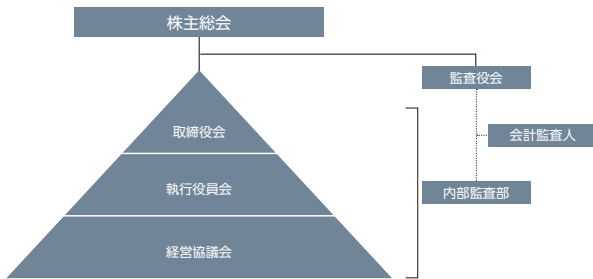 株主総会
監査役会
取締役会
会計監査人
執行役員会
内部監査部
経営協議会